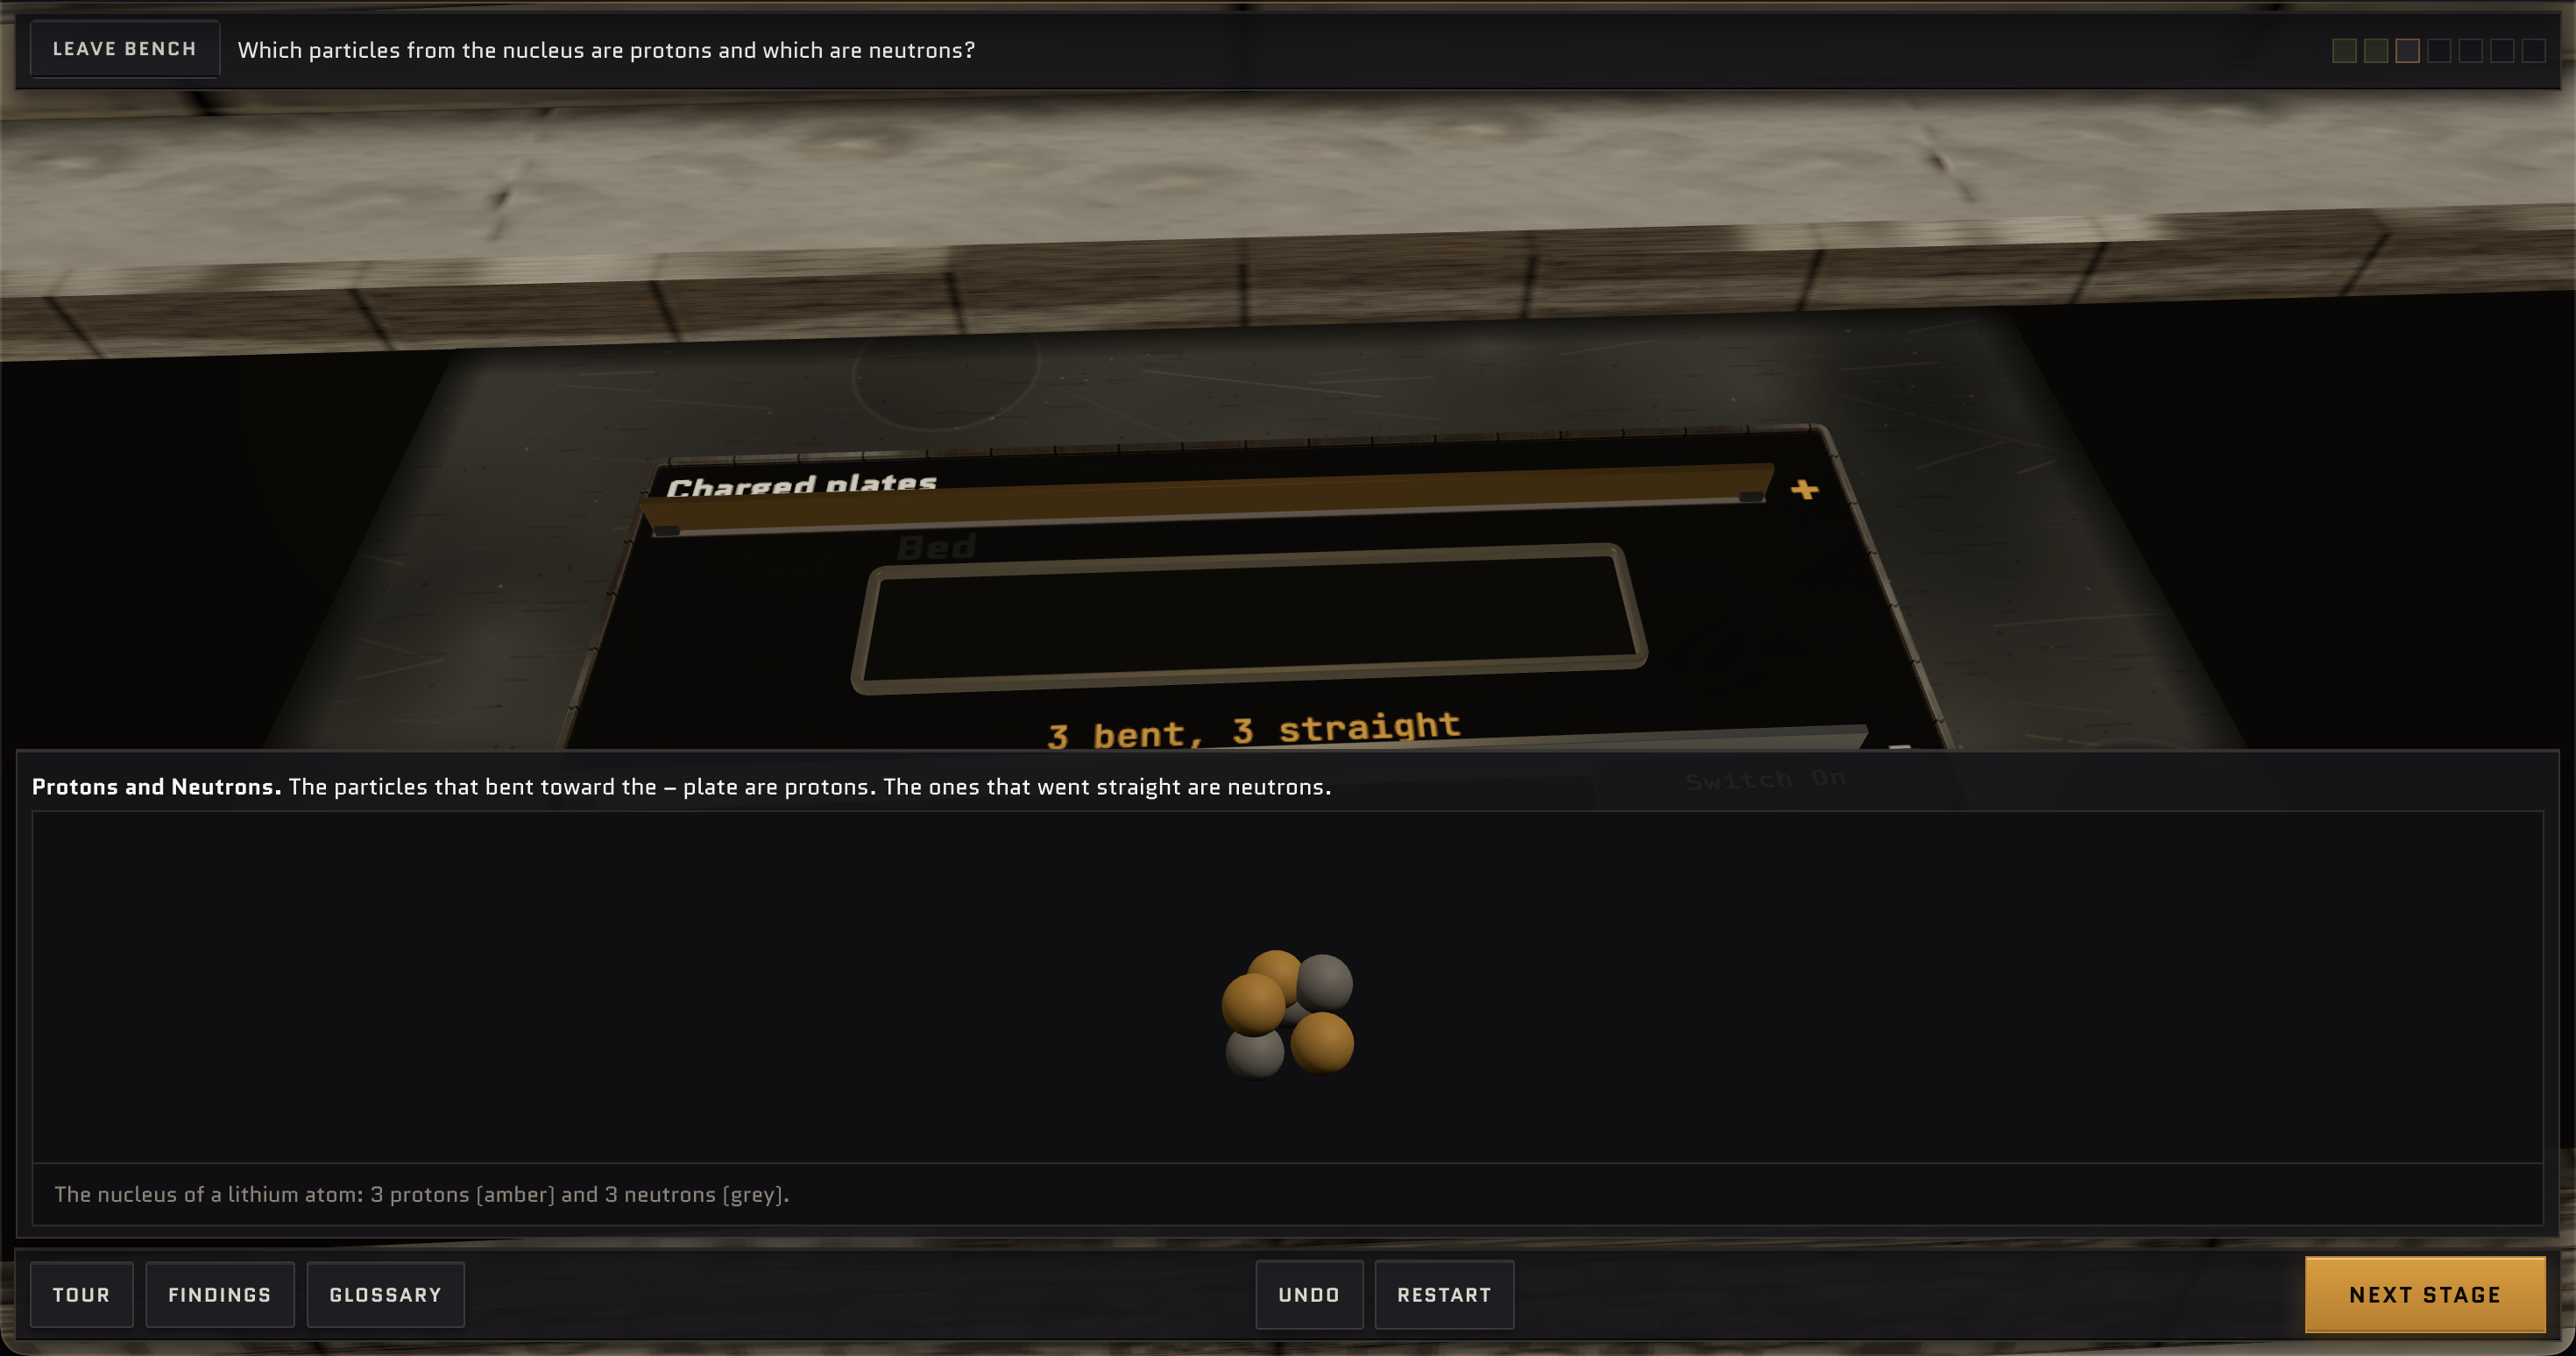 LEAVE BENCH
Which particles from the nucleus are protons and which are neutrons?
Charged plates
+
Bed
3 bent, 3 straight
Switch On
Protons and Neutrons. The particles that bent toward the – plate are protons. The ones that went straight are neutrons.
The nucleus of a lithium atom: 3 protons (amber) and 3 neutrons (grey).
TOUR
FINDINGS
GLOSSARY
UNDO
RESTART
NEXT STAGE